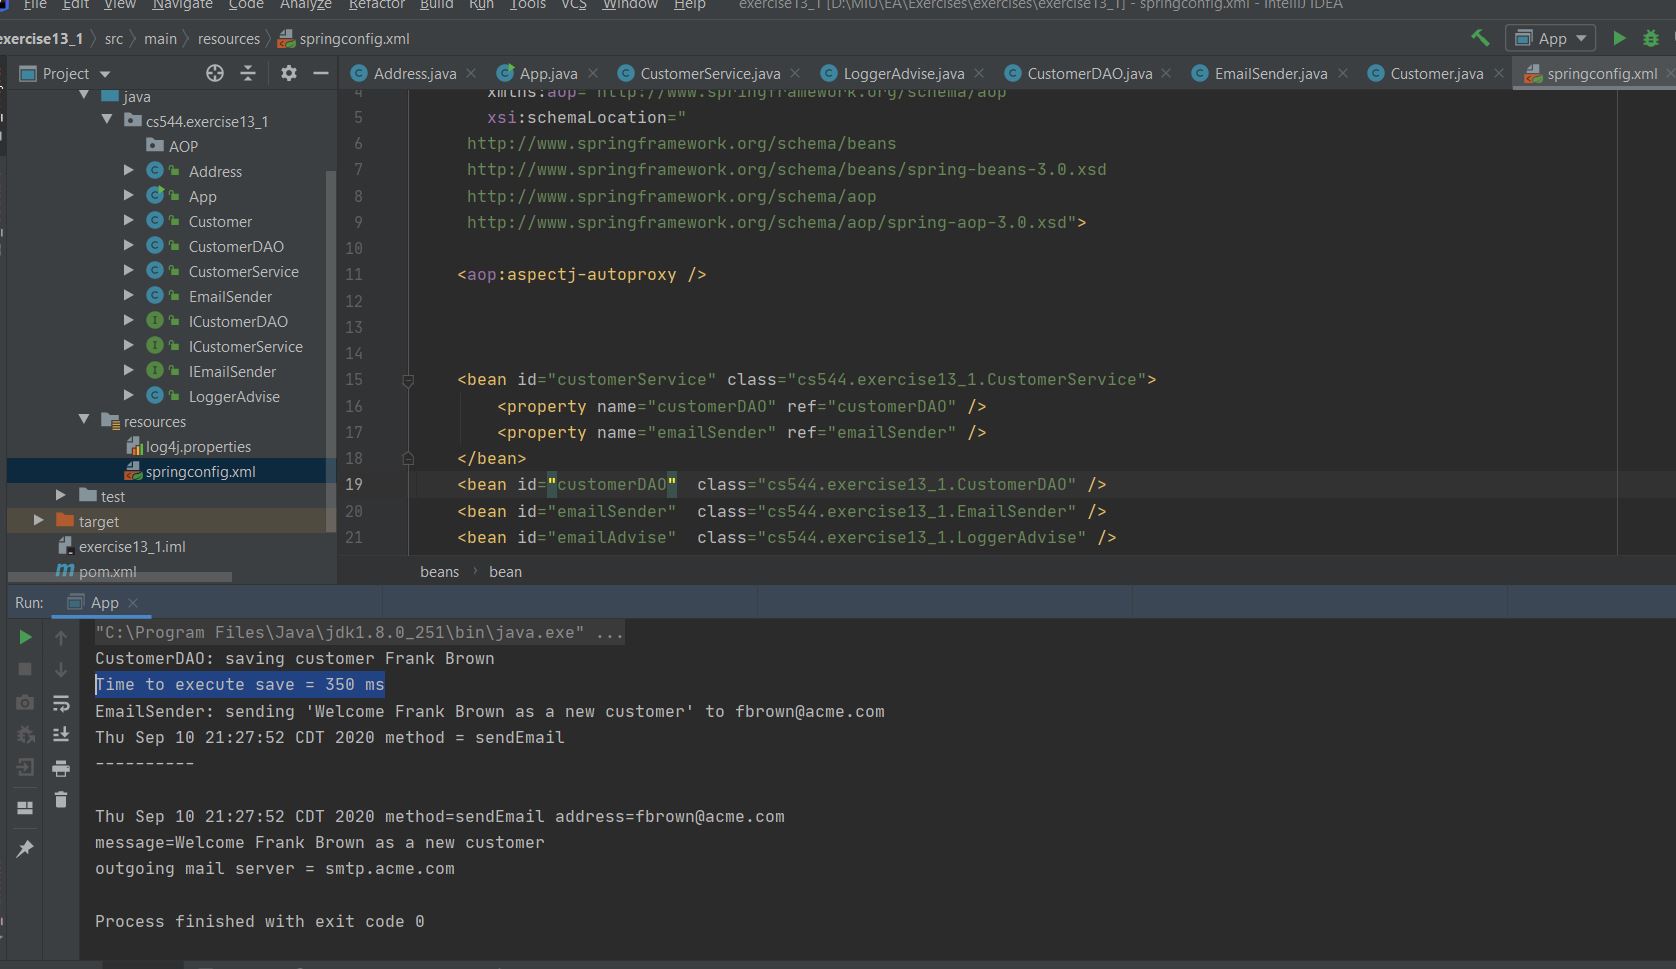 File Edit View Navigate Code Analyze Refactor Build Run Tools VCS Window Help exercise13_1 [D:\MIU\EA\Exercises\exercises\exercise13_1] - springconfig.xml - IntelliJ IDEA
exercise13_1 src main resources springconfig.xml App
Project Address.java App.java CustomerService.java LoggerAdvise.java CustomerDAO.java EmailSender.java Customer.java springconfig.xml
java
cs544.exercise13_1
AOP
Address
App
Customer
CustomerDAO
CustomerService
EmailSender
ICustomerDAO
ICustomerService
IEmailSender
LoggerAdvise
resources
log4j.properties
springconfig.xml
test
target
exercise13_1.iml
pom.xml
4 xmlns:aop="http://www.springframework.org/schema/aop"
5 xsi:schemaLocation="
6 http://www.springframework.org/schema/beans
7 http://www.springframework.org/schema/beans/spring-beans-3.0.xsd
8 http://www.springframework.org/schema/aop
9 http://www.springframework.org/schema/aop/spring-aop-3.0.xsd">
10
11 <aop:aspectj-autoproxy />
12
13
14
15 <bean id="customerService" class="cs544.exercise13_1.CustomerService">
16 <property name="customerDAO" ref="customerDAO" />
17 <property name="emailSender" ref="emailSender" />
18 </bean>
19 <bean id="customerDAO" class="cs544.exercise13_1.CustomerDAO" />
20 <bean id="emailSender" class="cs544.exercise13_1.EmailSender" />
21 <bean id="emailAdvise" class="cs544.exercise13_1.LoggerAdvise" />
beans bean
Run: App
"C:\Program Files\Java\jdk1.8.0_251\bin\java.exe" ...
CustomerDAO: saving customer Frank Brown
Time to execute save = 350 ms
EmailSender: sending 'Welcome Frank Brown as a new customer' to fbrown@acme.com
Thu Sep 10 21:27:52 CDT 2020 method = sendEmail
----------
Thu Sep 10 21:27:52 CDT 2020 method=sendEmail address=fbrown@acme.com
message=Welcome Frank Brown as a new customer
outgoing mail server = smtp.acme.com
Process finished with exit code 0